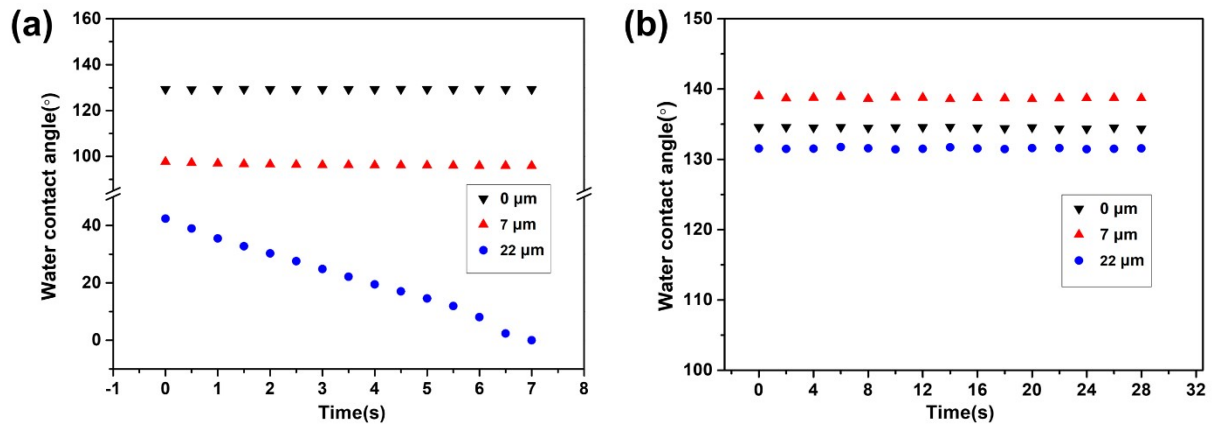 (a)
160
140
120
100
40
20
0
Water contact angle(°)
0 μm
7 μm
22 μm
-1 0 1 2 3 4 5 6 7 8
Time(s)
(b)
150
140
130
120
110
100
Water contact angle(°)
0 μm
7 μm
22 μm
0 4 8 12 16 20 24 28 32
Time(s)